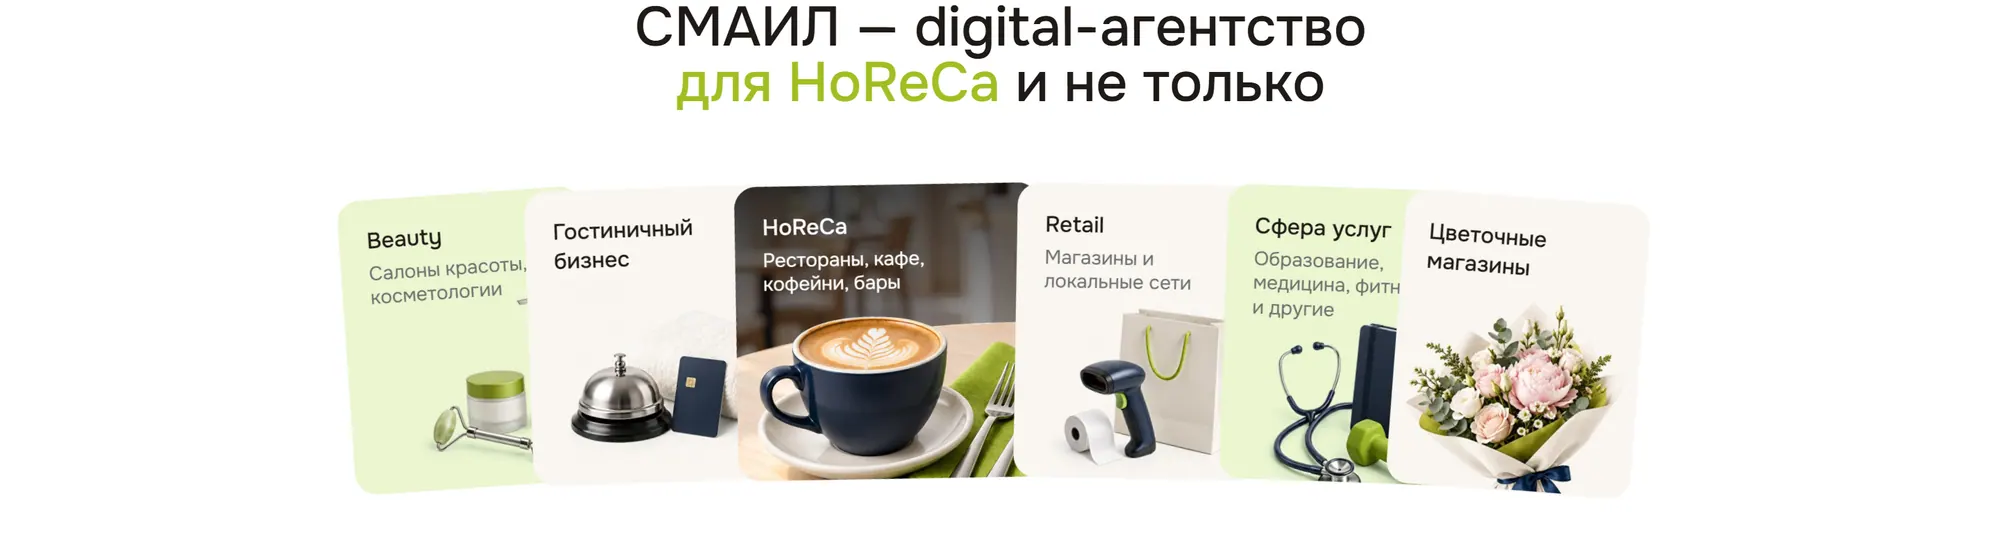 СМАИЛ — digital-агентство
для HoReCa и не только
Beauty
Салоны красоты,
косметологии
Гостиничный
бизнес
HoReCa
Рестораны, кафе,
кофейни, бары
Retail
Магазины и
локальные сети
Сфера услуг
Образование,
медицина, фитн
и другие
Цветочные
магазины